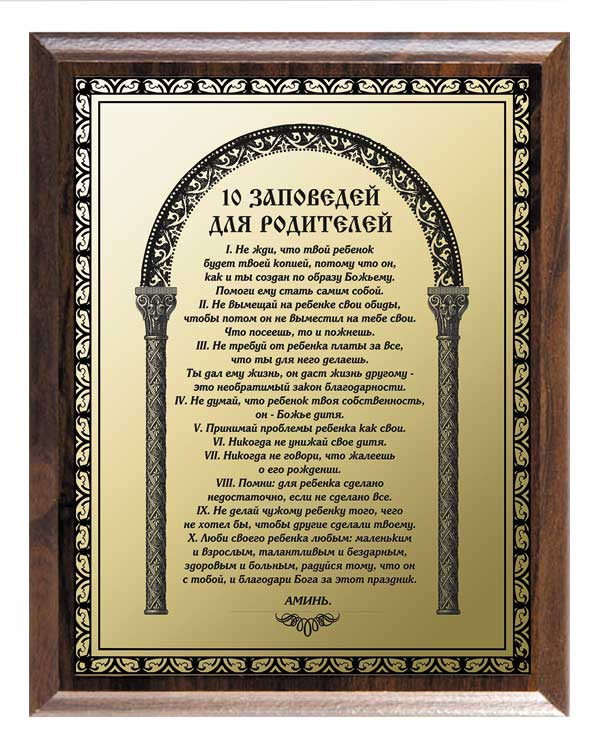 10 ЗАПОВЕДЕЙ
ДЛЯ РОДИТЕЛЕЙ
I. Не жди, что твой ребенок
будет твоей копией, потому что он,
как и ты создан по образу Божьему.
Помоги ему стать самим собой.
II. Не вымещай на ребенке свои обиды,
чтобы потом он не выместил на тебе свои.
Что посеешь, то и пожнешь.
III. Не требуй от ребенка платы за все,
что ты для него делаешь.
Ты дал ему жизнь, он даст жизнь другому -
это необратимый закон благодарности.
IV. Не думай, что ребенок твоя собственность,
он - Божье дитя.
V. Принимай проблемы ребенка как свои.
VI. Никогда не унижай свое дитя.
VII. Никогда не говори, что жалеешь
о его рождении.
VIII. Помни: для ребенка сделано
недостаточно, если не сделано все.
IX. Не делай чужому ребенку того, чего
не хотел бы, чтобы другие сделали твоему.
X. Люби своего ребенка любым: маленьким
и взрослым, талантливым и бездарным,
здоровым и больным, радуйся тому, что он
с тобой, и благодари Бога за этот праздник.
АМИНЬ.